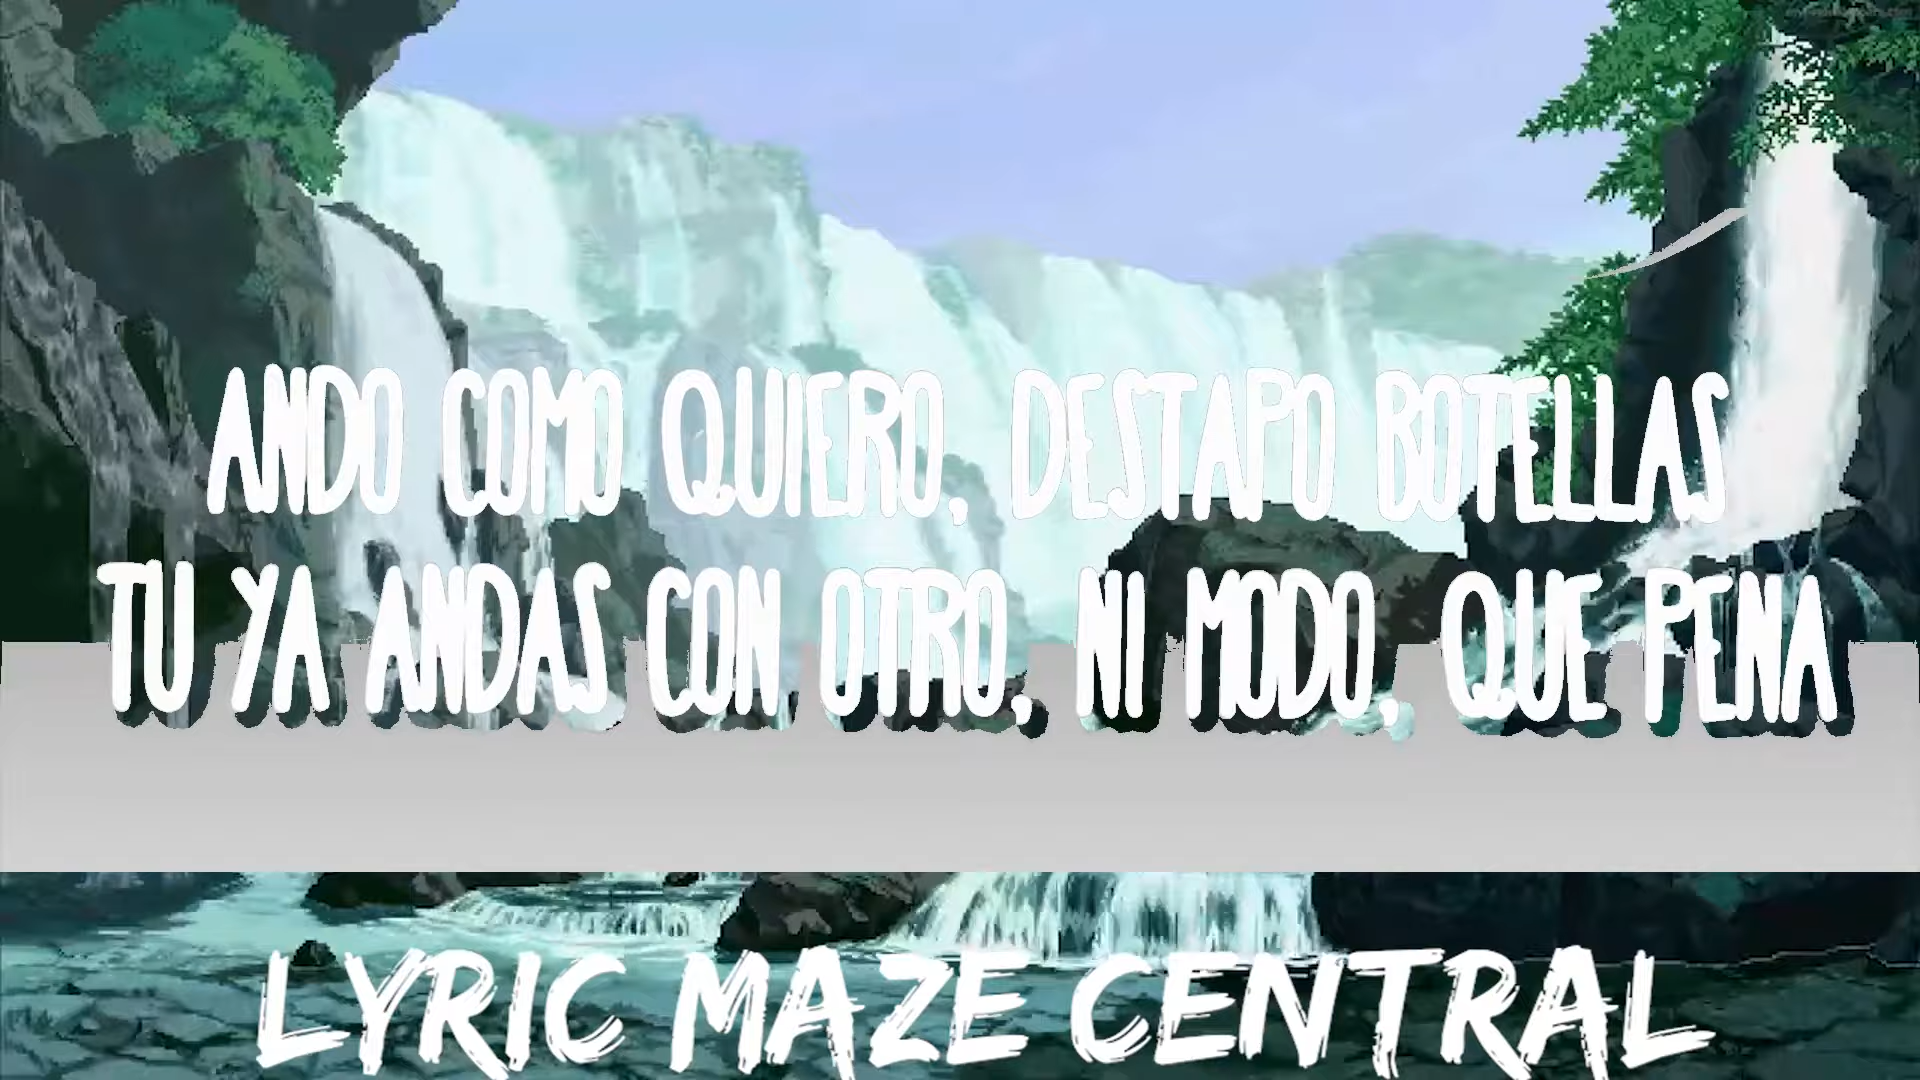 ANDO COMO QUIERO, DESTAPO BOTELLAS
TU YA ANDAS CON OTRO, NI MODO, QUE PENA
LYRIC MAZE CENTRAL